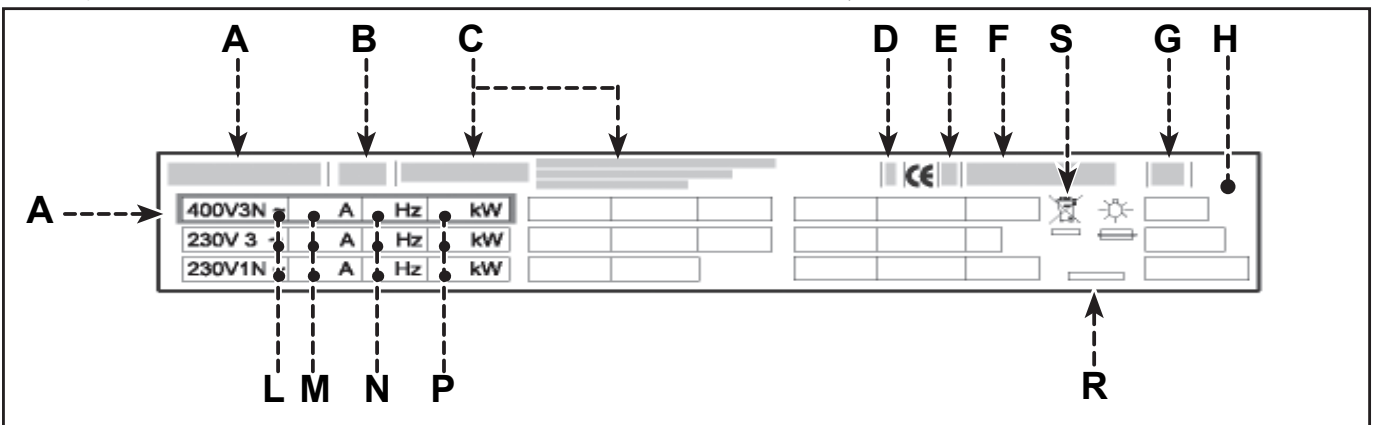 A B C D E F S G H
CE
A
400V3N ~ A Hz kW
230V 3 ~ A Hz kW
230V1N ~ A Hz kW
L M N P
R